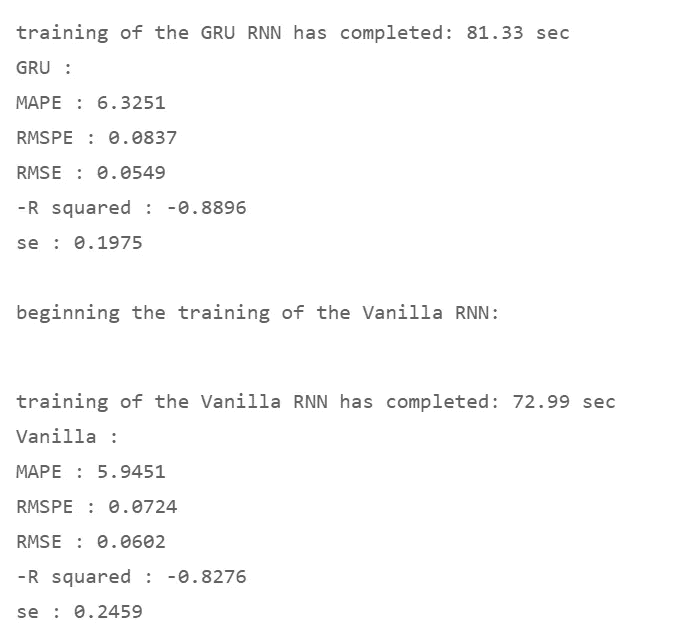 training of the GRU RNN has completed: 81.33 sec
GRU :
MAPE : 6.3251
RMSPE : 0.0837
RMSE : 0.0549
-R squared : -0.8896
se : 0.1975
beginning the training of the Vanilla RNN:
training of the Vanilla RNN has completed: 72.99 sec
Vanilla :
MAPE : 5.9451
RMSPE : 0.0724
RMSE : 0.0602
-R squared : -0.8276
se : 0.2459